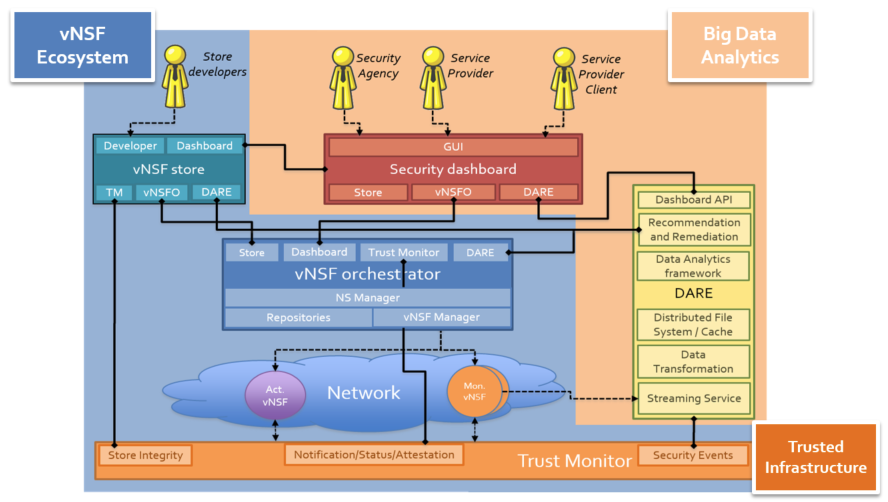 vNSF
Ecosystem
Big Data
Analytics
Store
developers
Security
Agency
Service
Provider
Service
Provider
Client
Developer
Dashboard
vNSF store
TM
vNSFO
DARE
GUI
Security dashboard
Store
vNSFO
DARE
Dashboard API
Recommendation
and Remediation
Data Analytics
framework
DARE
Distributed File
System / Cache
Data
Transformation
Streaming Service
Store
Dashboard
Trust Monitor
DARE
vNSF orchestrator
NS Manager
Repositories
vNSF Manager
Act.
vNSF
Network
Mon.
vNSF
Store Integrity
Notification/Status/Attestation
Trust Monitor
Security Events
Trusted
Infrastructure